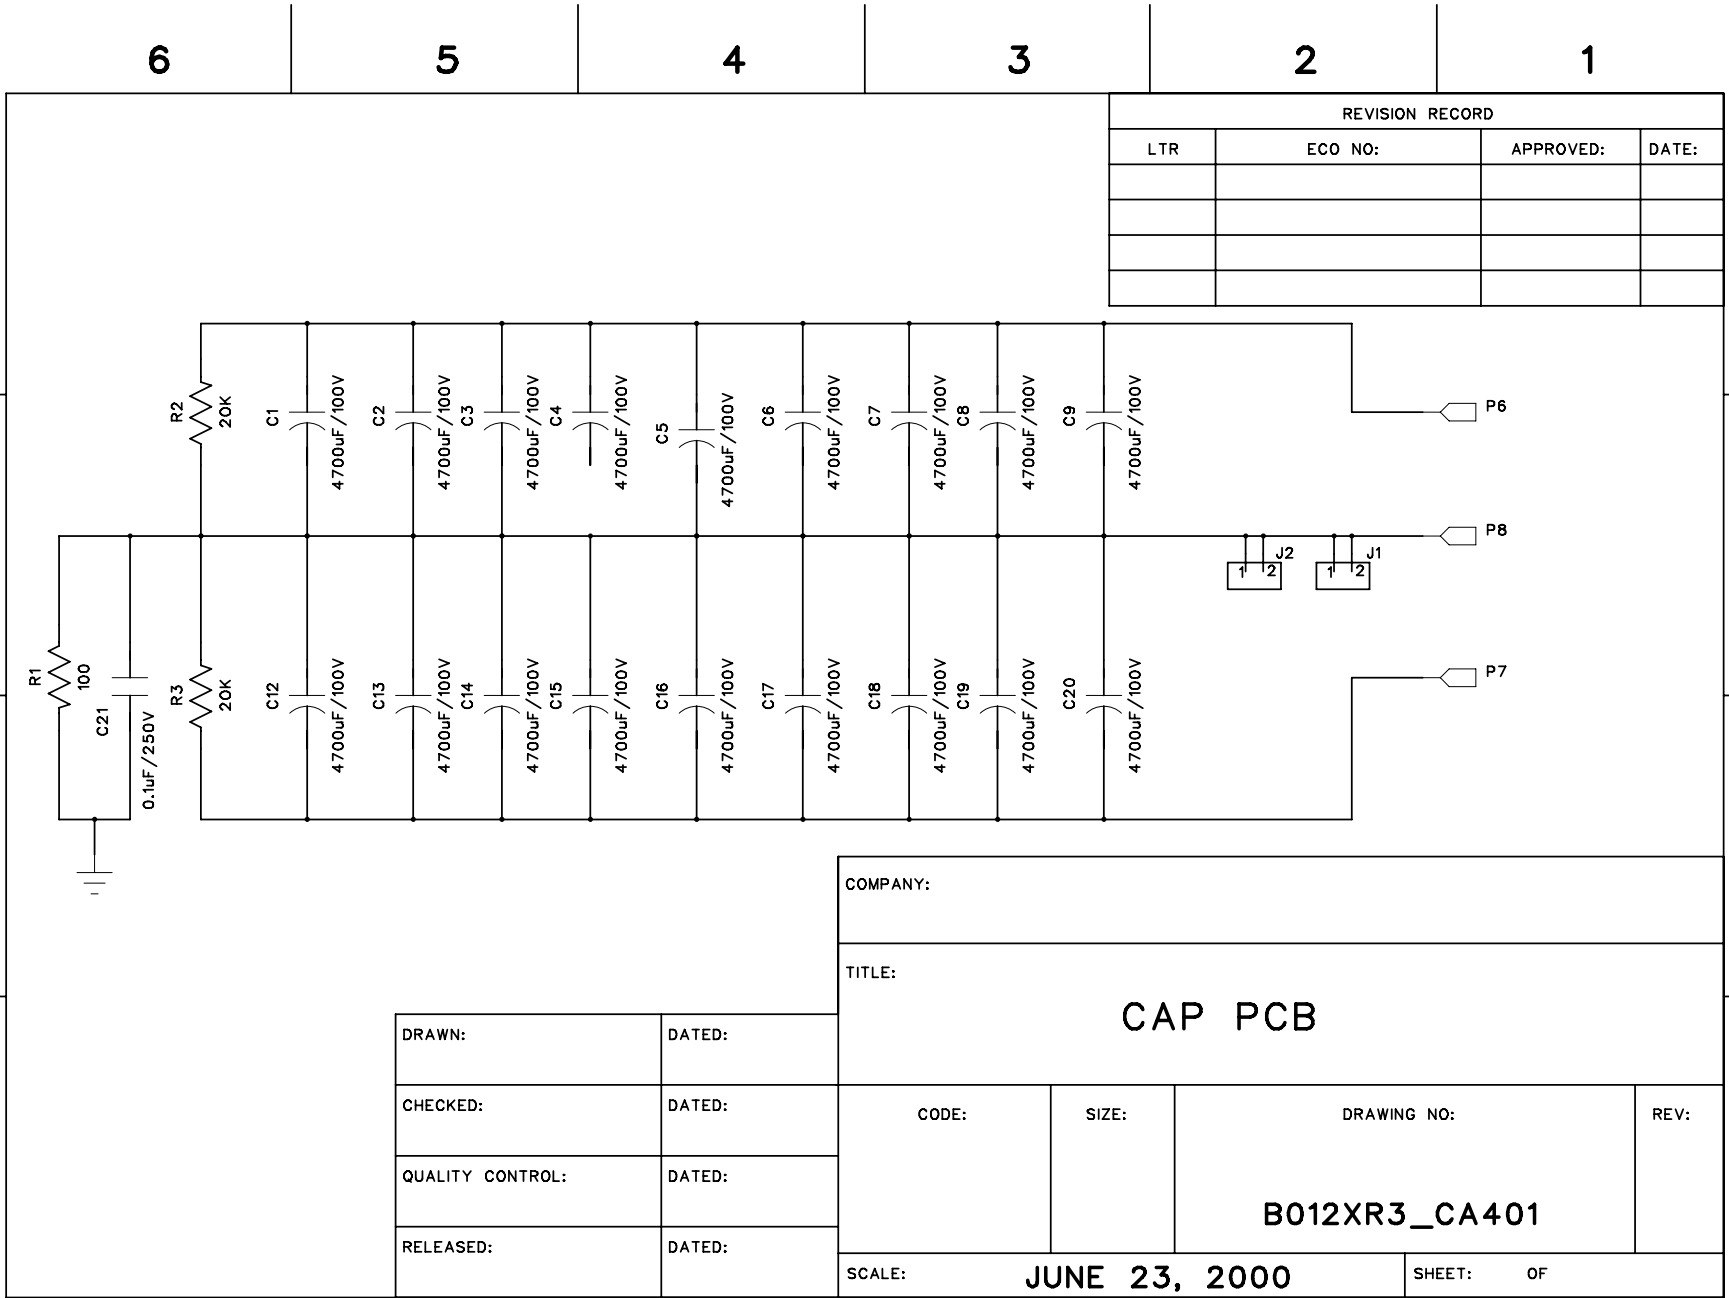 6 5 4 3 2 1
REVISION RECORD
LTR ECO NO: APPROVED: DATE:
R2 20K C1 4700uF/100V C2 4700uF/100V C3 4700uF/100V C4 4700uF/100V C5 4700uF/100V C6 4700uF/100V C7 4700uF/100V C8 4700uF/100V C9 4700uF/100V P6
P8
1 2 J2 1 2 J1
R1 100 C21 0.1uF/250V R3 20K C12 4700uF/100V C13 4700uF/100V C14 4700uF/100V C15 4700uF/100V C16 4700uF/100V C17 4700uF/100V C18 4700uF/100V C19 4700uF/100V C20 4700uF/100V P7
COMPANY:
TITLE:
CAP PCB
DRAWN: DATED:
CHECKED: DATED:
QUALITY CONTROL: DATED:
RELEASED: DATED:
CODE: SIZE: DRAWING NO: REV:
B012XR3_CA401
SCALE: JUNE 23, 2000 SHEET: OF